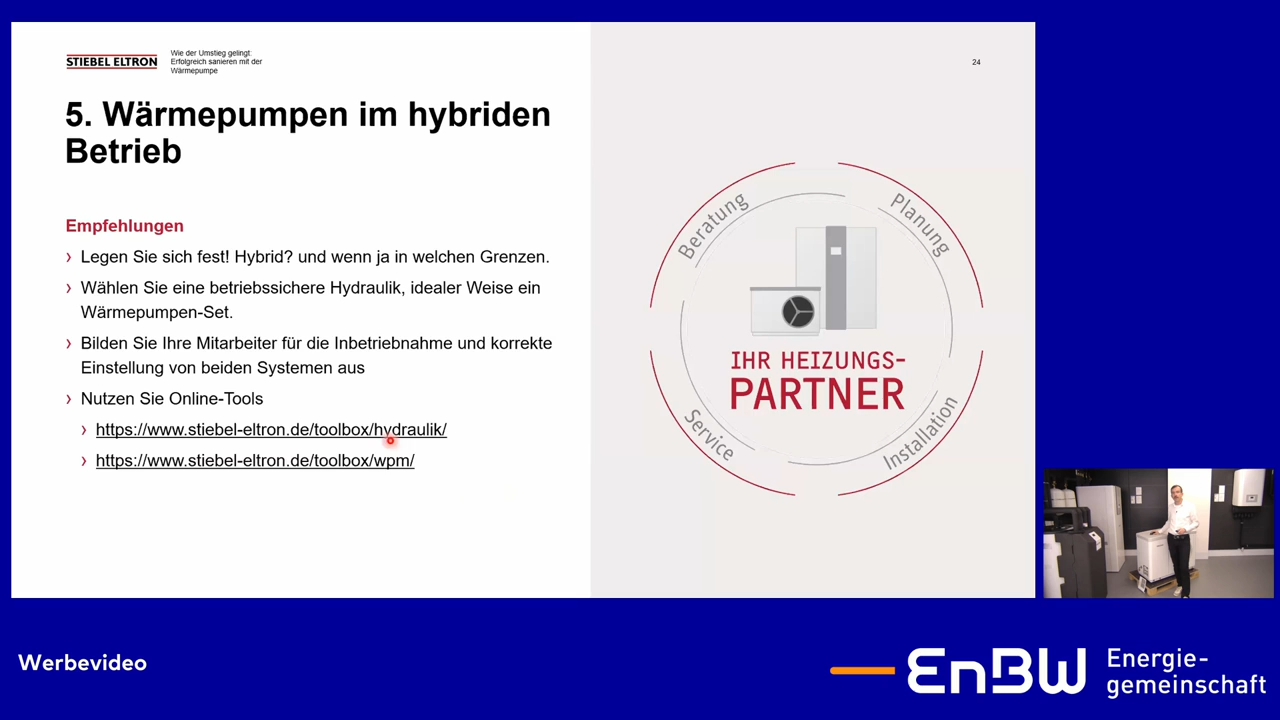 STIEBEL ELTRON
Wie der Umstieg gelingt:
Erfolgreich sanieren mit der
Wärmepumpe
24
5. Wärmepumpen im hybriden
Betrieb
Empfehlungen
› Legen Sie sich fest! Hybrid? und wenn ja in welchen Grenzen.
› Wählen Sie eine betriebssichere Hydraulik, idealer Weise ein
Wärmepumpen-Set.
› Bilden Sie Ihre Mitarbeiter für die Inbetriebnahme und korrekte
Einstellung von beiden Systemen aus
› Nutzen Sie Online-Tools
› https://www.stiebel-eltron.de/toolbox/hydraulik/
› https://www.stiebel-eltron.de/toolbox/wpm/
Beratung
Planung
IHR HEIZUNGS-
PARTNER
Service
Installation
Werbevideo
EnBW
Energie-
gemeinschaft